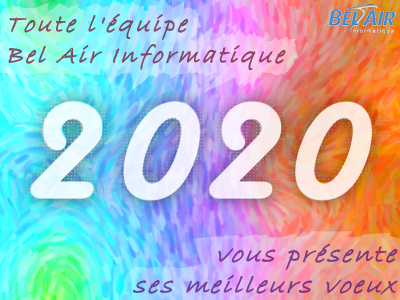 Toute l'équipe
Bel Air Informatique
BEL AIR
informatique
2020
vous présente
ses meilleurs voeux